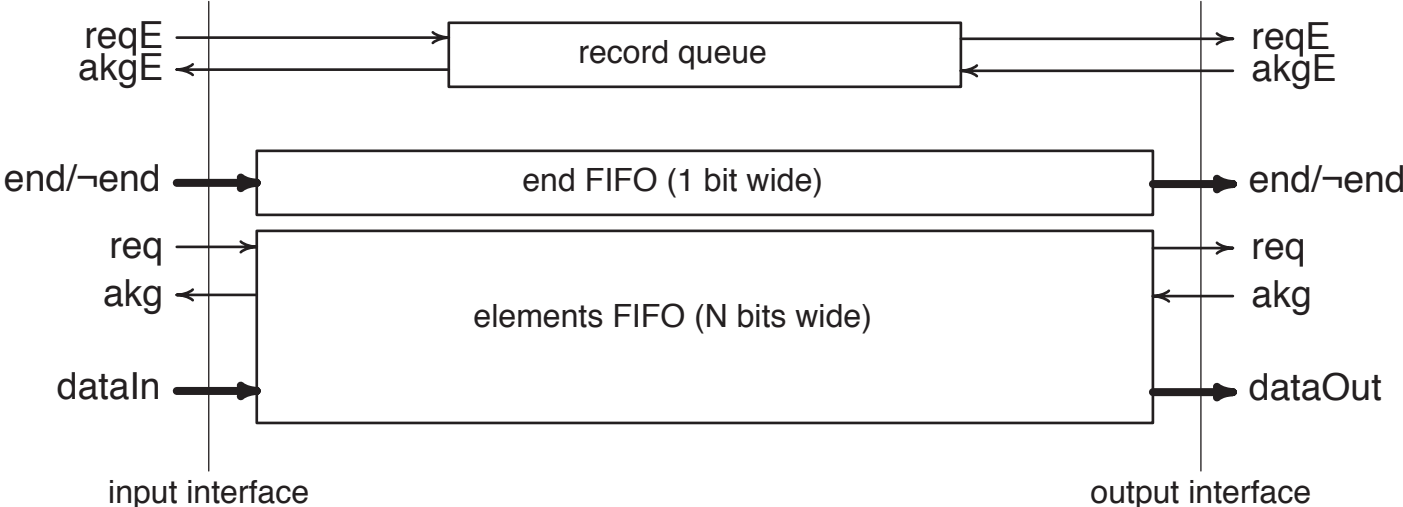 reqE record queue reqE
akgE akgE
end/¬end end FIFO (1 bit wide) end/¬end
req req
akg elements FIFO (N bits wide) akg
dataIn dataOut
input interface output interface